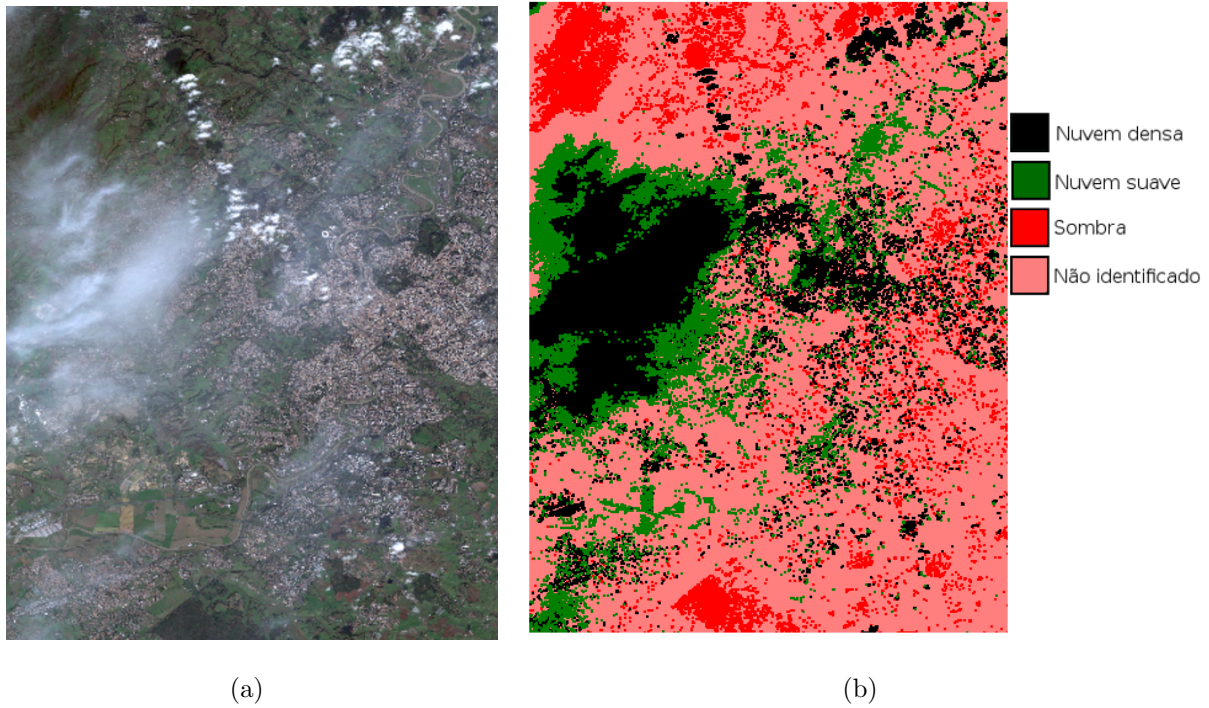 Nuvem densa
Nuvem suave
Sombra
Não identificado
(a)
(b)